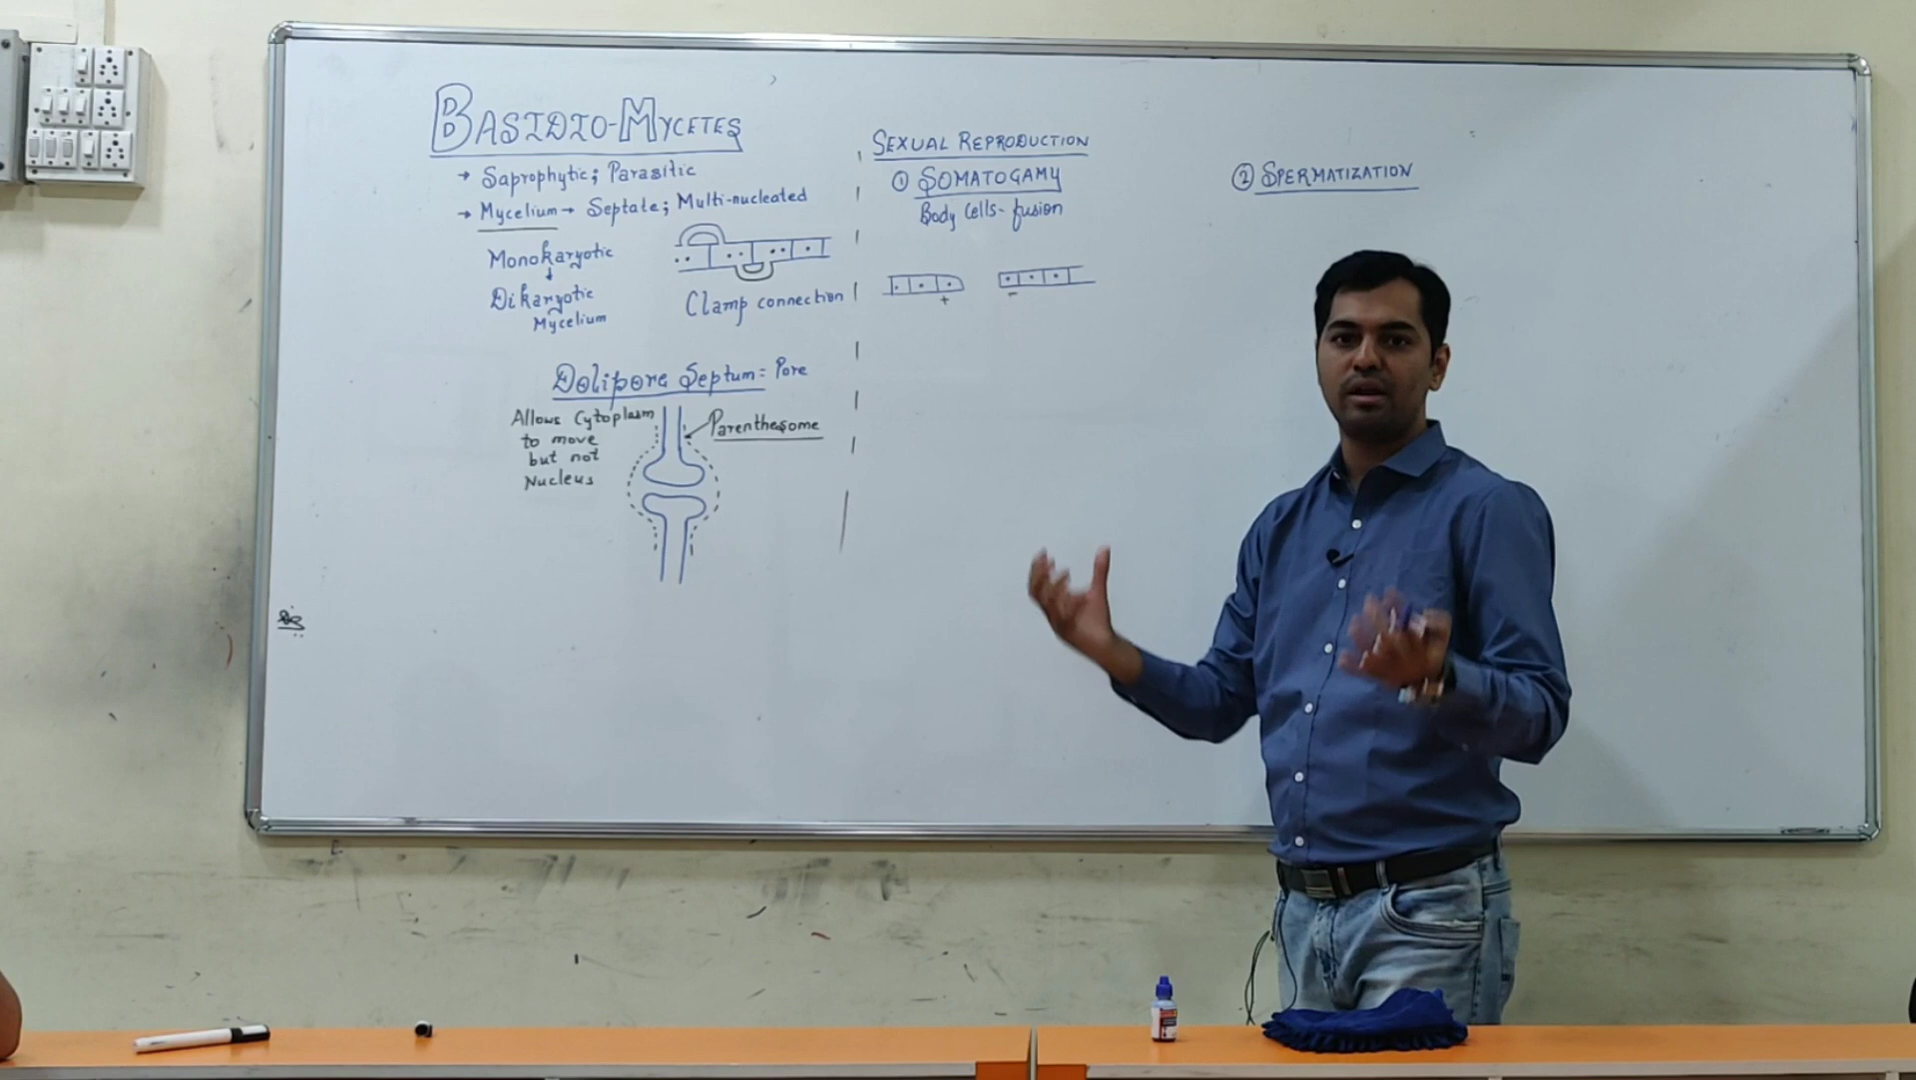 BASIDIO-MYCETES
→ Saprophytic; Parasitic
→ Mycelium → Septate; Multi-nucleated
Monokaryotic
↓
Dikaryotic
Mycelium
Clamp connection
Dolipore Septum = Pore
Allows Cytoplasm
to move
but not
Nucleus
Parenthesome
SEXUAL REPRODUCTION
① SOMATOGAMY
Body Cells - fusion
+
-
② SPERMATIZATION